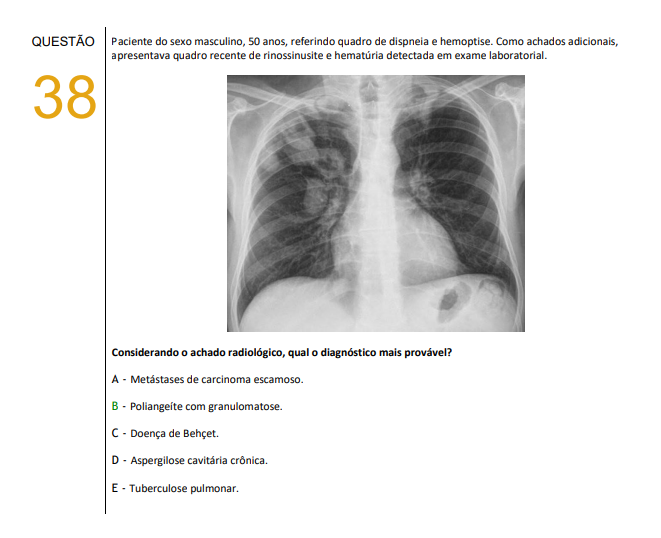 QUESTÃO
38
Paciente do sexo masculino, 50 anos, referindo quadro de dispneia e hemoptise. Como achados adicionais,
apresentava quadro recente de rinossinusite e hematúria detectada em exame laboratorial.
Considerando o achado radiológico, qual o diagnóstico mais provável?
A - Metástases de carcinoma escamoso.
B - Poliangeíte com granulomatose.
C - Doença de Behçet.
D - Aspergilose cavitária crônica.
E - Tuberculose pulmonar.